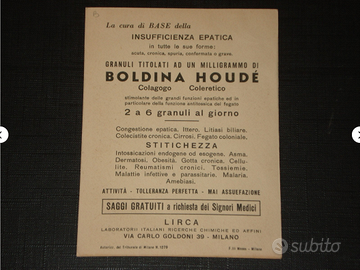 La cura di BASE della
INSUFFICIENZA EPATICA
in tutte le sue forme:
acuta, cronica, spuria, conclamata o grave.
GRANULI TITOLATI AD UN MILLIGRAMMO DI
BOLDINA HOUDÉ
Colagogo Coleretico
stimolante delle grandi funzioni epatiche ed in
particolare della funzione antitossica del fegato
2 a 6 granuli al giorno
Congestione epatica. Ittero. Litiasi biliare.
Colecistite cronica. Cirrosi. Fegato coloniale.
STITICHEZZA
Intossicazioni endogene od esogene. Asma,
Dermatosi, Obesità, Gotta cronica. Cellu-
lite. Reumatismi cronici. Tossiemia.
Malattie infettive e parassitarie. Malaria.
Amebiasi.
ATTIVITÀ - TOLLERANZA PERFETTA - MAI ASSUEFAZIONE
SAGGI GRATUITI a richiesta dei Signori Medici
LIRCA
LABORATORII ITALIANI RICERCHE CHIMICHE ED AFFINI
VIA CARLO GOLDONI 39 - MILANO
Milano
subito